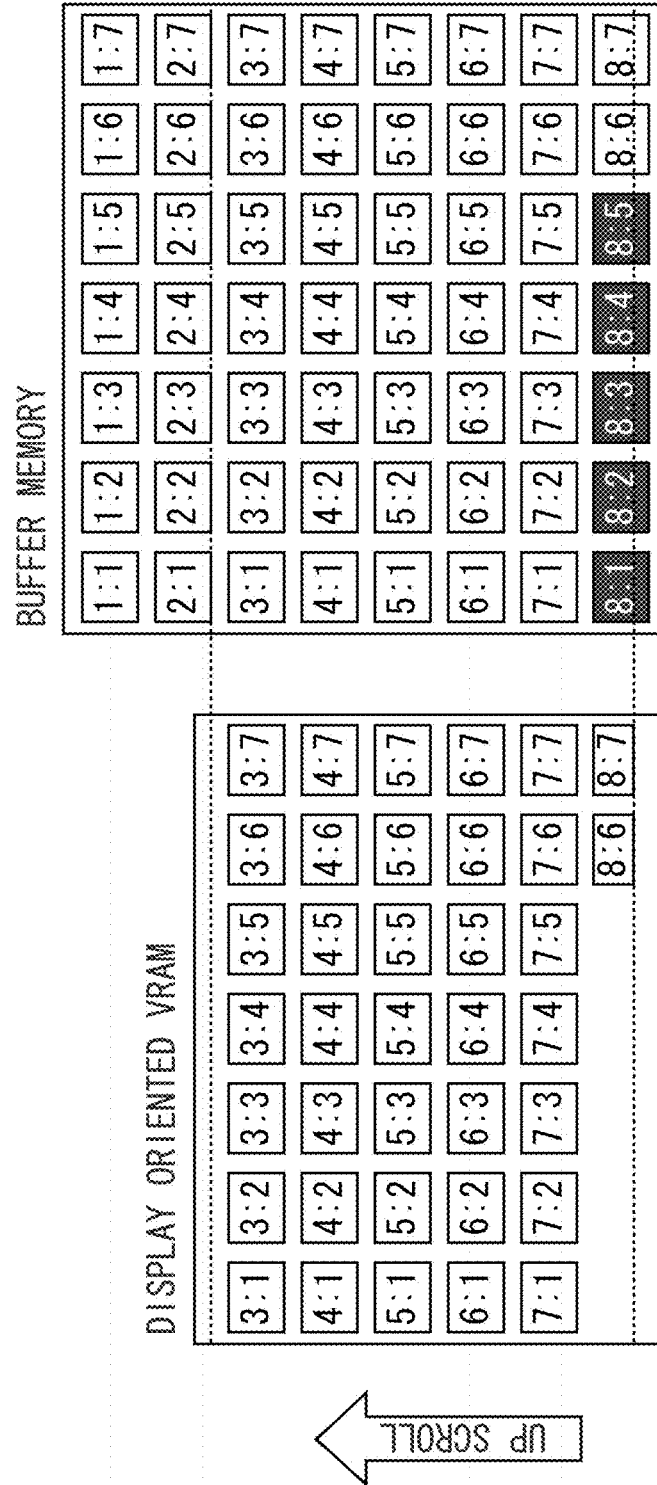 UP SCROLL
DISPLAY ORIENTED VRAM
3:1 3:2 3:3 3:4 3:5 3:6 3:7
4:1 4:2 4:3 4:4 4:5 4:6 4:7
5:1 5:2 5:3 5:4 5:5 5:6 5:7
6:1 6:2 6:3 6:4 6:5 6:6 6:7
7:1 7:2 7:3 7:4 7:5 7:6 7:7
8:6 8:7
BUFFER MEMORY
1:1 1:2 1:3 1:4 1:5 1:6 1:7
2:1 2:2 2:3 2:4 2:5 2:6 2:7
3:1 3:2 3:3 3:4 3:5 3:6 3:7
4:1 4:2 4:3 4:4 4:5 4:6 4:7
5:1 5:2 5:3 5:4 5:5 5:6 5:7
6:1 6:2 6:3 6:4 6:5 6:6 6:7
7:1 7:2 7:3 7:4 7:5 7:6 7:7
8:1 8:2 8:3 8:4 8:5 8:6 8:7